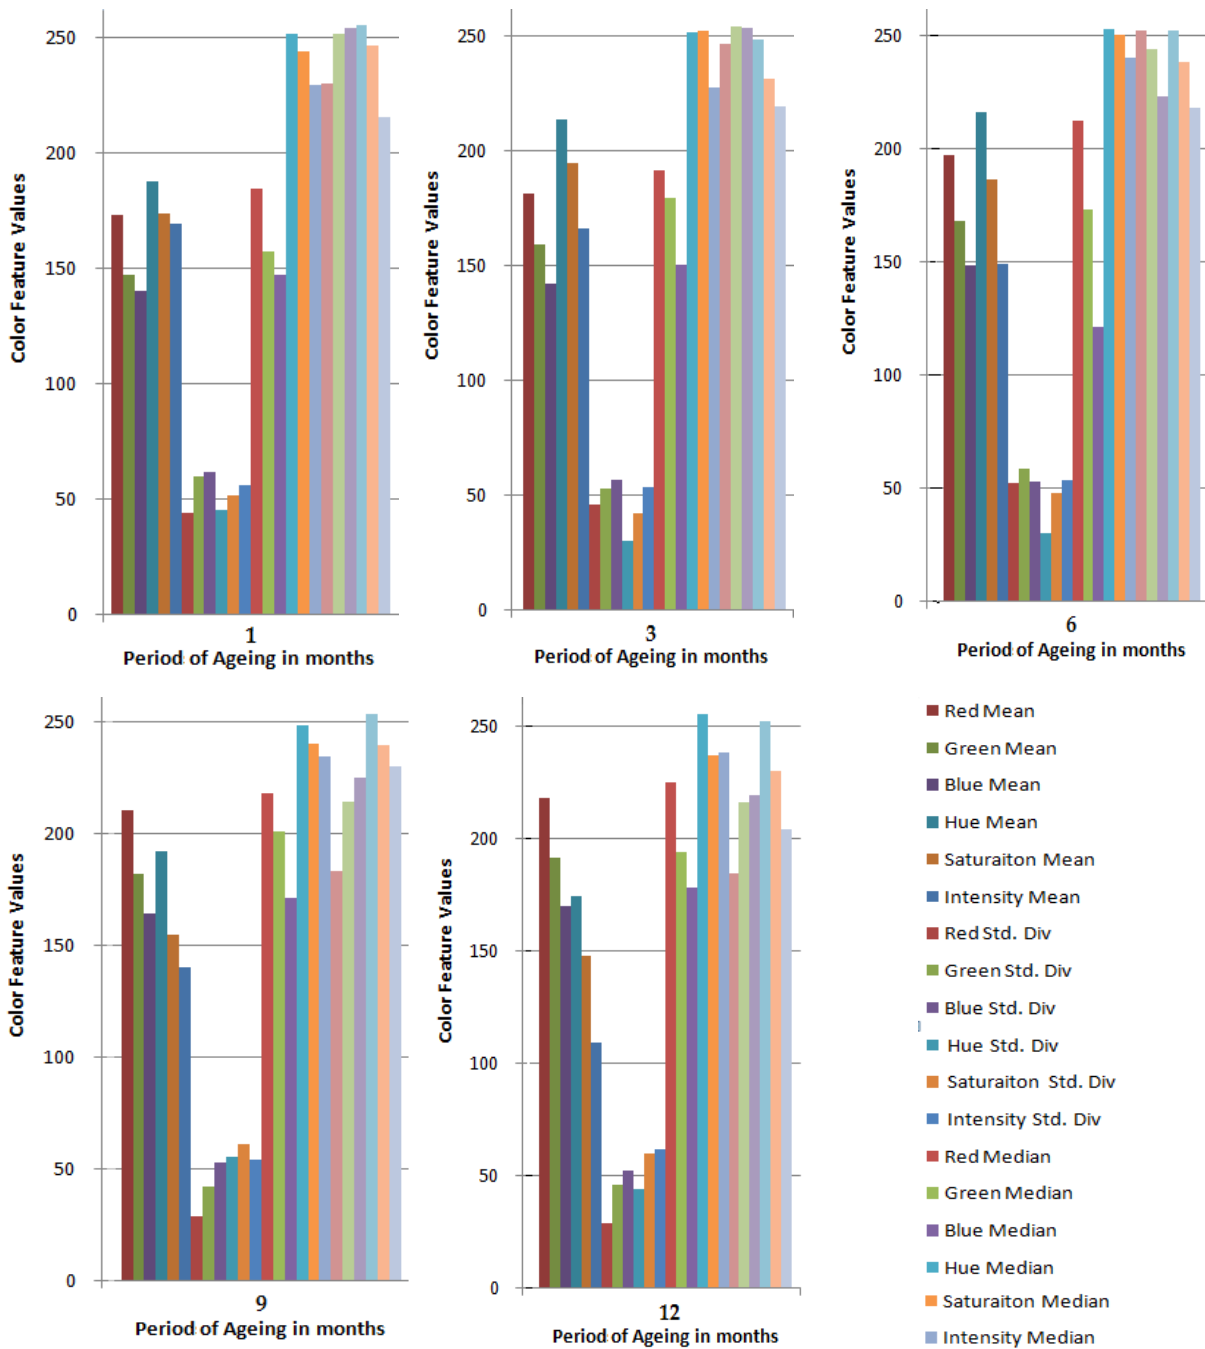 250
200
150
100
50
0
Color Feature Values
1
Period of Ageing in months
250
200
150
100
50
0
Color Feature Values
3
Period of Ageing in months
250
200
150
100
50
0
Color Feature Values
6
Period of Ageing in months
250
200
150
100
50
0
Color Feature Values
9
Period of Ageing in months
250
200
150
100
50
0
Color Feature Values
12
Period of Ageing in months
Red Mean
Green Mean
Blue Mean
Hue Mean
Saturaiton Mean
Intensity Mean
Red Std. Div
Green Std. Div
Blue Std. Div
Hue Std. Div
Saturaiton Std. Div
Intensity Std. Div
Red Median
Green Median
Blue Median
Hue Median
Saturaiton Median
Intensity Median